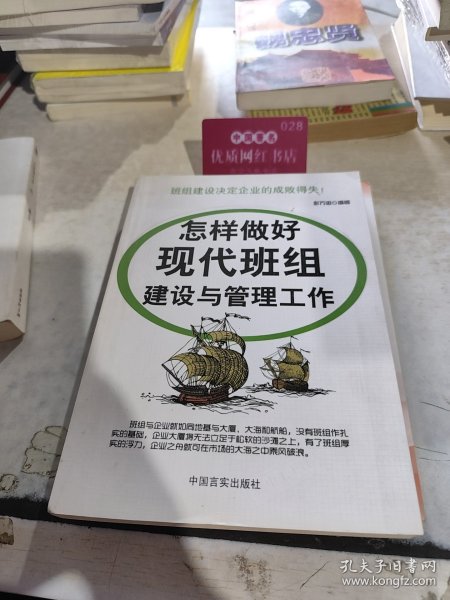 028
中国著名
优质网红书店
班组建设决定企业的成败得失！
怎样做好
现代班组
建设与管理工作
班组与企业就如同地基与大厦，大海和航船，没有班组作扎
实的基础，企业大厦将无法立足于松软的沙滩之上，有了班组厚
实的浮力，企业之舟就可在市场的大海之中乘风破浪。
中国言实出版社
孔夫子旧书网
www.kongfz.com